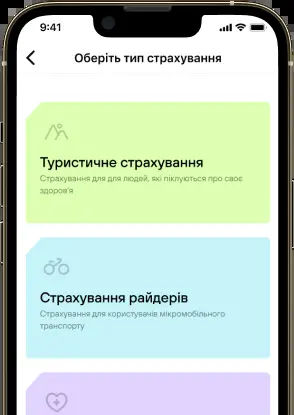 9:41
Оберіть тип страхування
Туристичне страхування
Страхування для для людей, які піклуються про своє
здоров'я
Страхування райдерів
Страхування для користувачів мікромобільного
транспорту